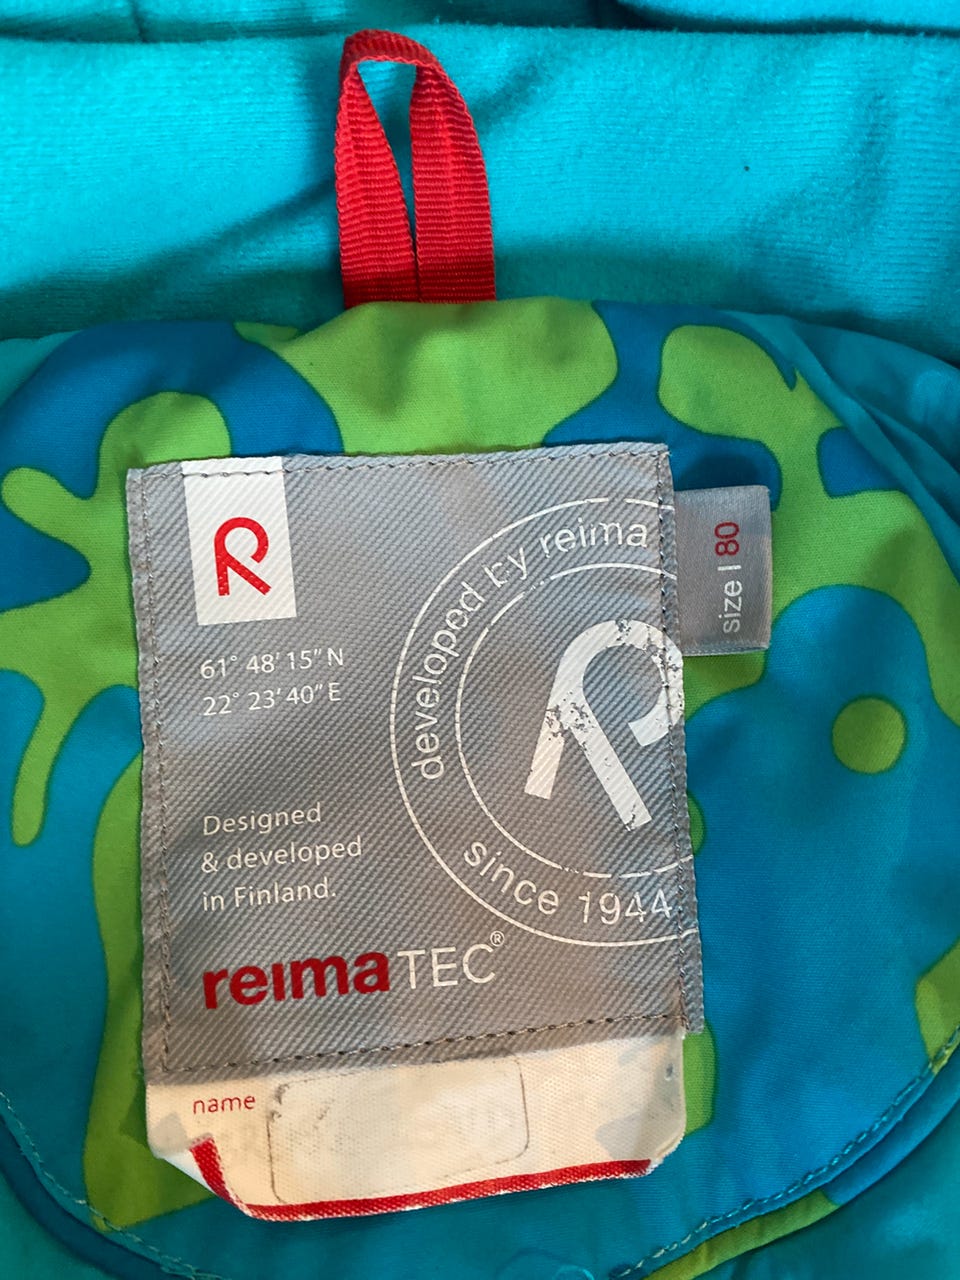 R
61° 48' 15" N
22° 23' 40" E
developed by reima
R
since 1944
size | 80
Designed
& developed
in Finland.
reimaTEC®
name